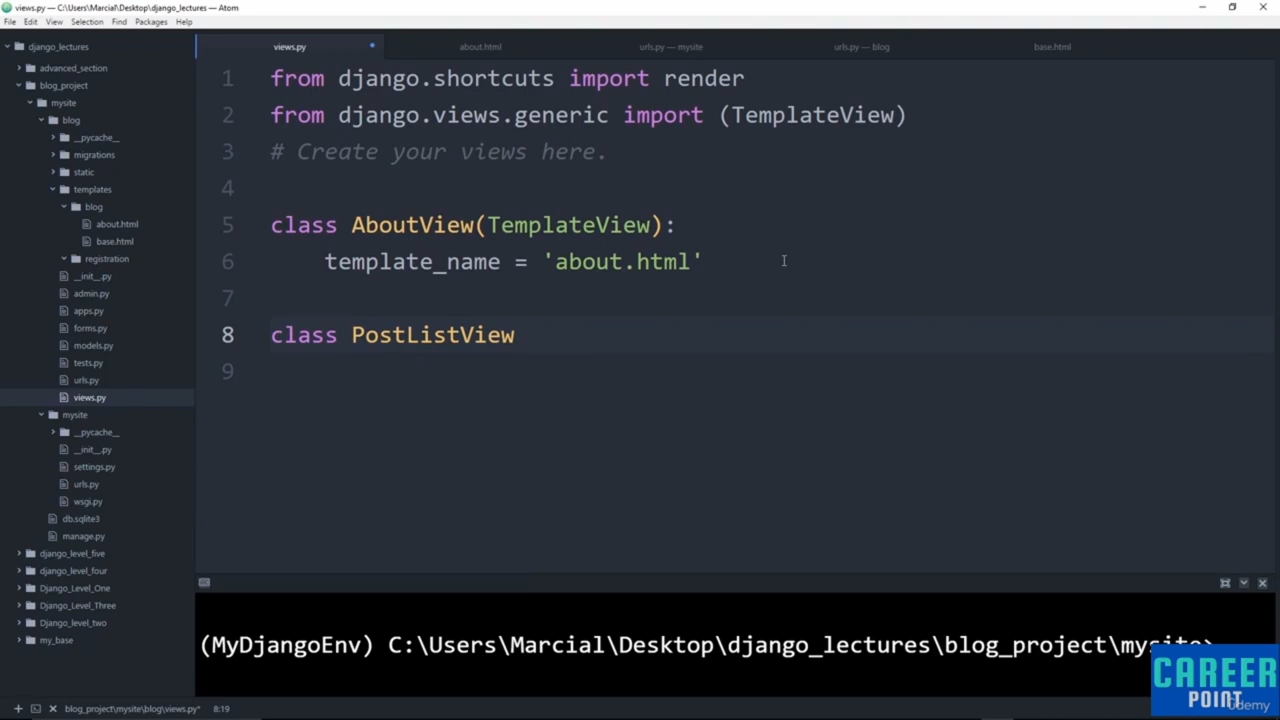 views.py — C:\Users\Marcial\Desktop\django_lectures — Atom
File Edit View Selection Find Packages Help
django_lectures
advanced_section
blog_project
mysite
blog
__pycache__
migrations
static
templates
blog
about.html
base.html
registration
__init__.py
admin.py
apps.py
forms.py
models.py
tests.py
urls.py
views.py
mysite
__pycache__
__init__.py
settings.py
urls.py
wsgi.py
db.sqlite3
manage.py
django_level_five
django_level_four
Django_Level_One
Django_Level_Three
Django_level_two
my_base
views.py about.html urls.py — mysite urls.py — blog base.html
1 from django.shortcuts import render
2 from django.views.generic import (TemplateView)
3 # Create your views here.
4
5 class AboutView(TemplateView):
6 template_name = 'about.html'
7
8 class PostListView
9
(MyDjangoEnv) C:\Users\Marcial\Desktop\django_lectures\blog_project\mysite>
blog_project\mysite\blog\views.py* 8:19
CAREER
POINT
Udemy